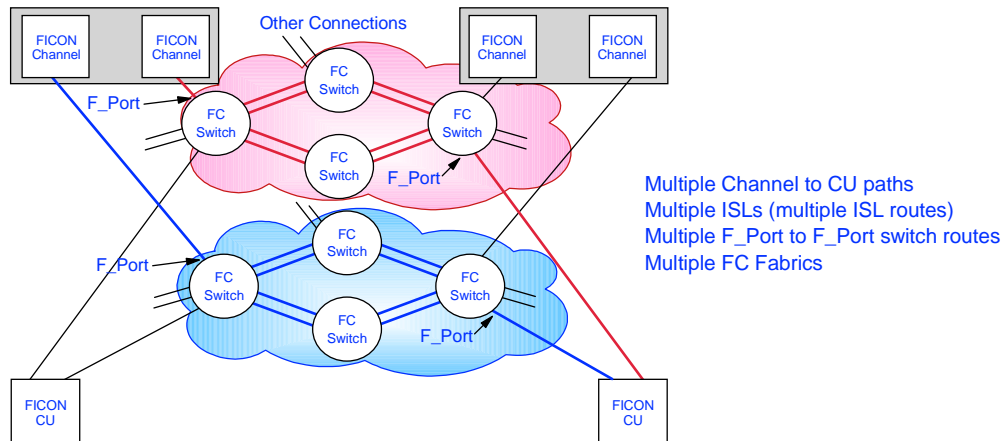 Other Connections
FICON
Channel
FICON
Channel
FICON
Channel
FICON
Channel
FC
Switch
F_Port
FC
Switch
FC
Switch
FC
Switch
F_Port
Multiple Channel to CU paths
Multiple ISLs (multiple ISL routes)
Multiple F_Port to F_Port switch routes
Multiple FC Fabrics
FC
Switch
F_Port
FC
Switch
FC
Switch
FC
Switch
F_Port
FICON
CU
FICON
CU